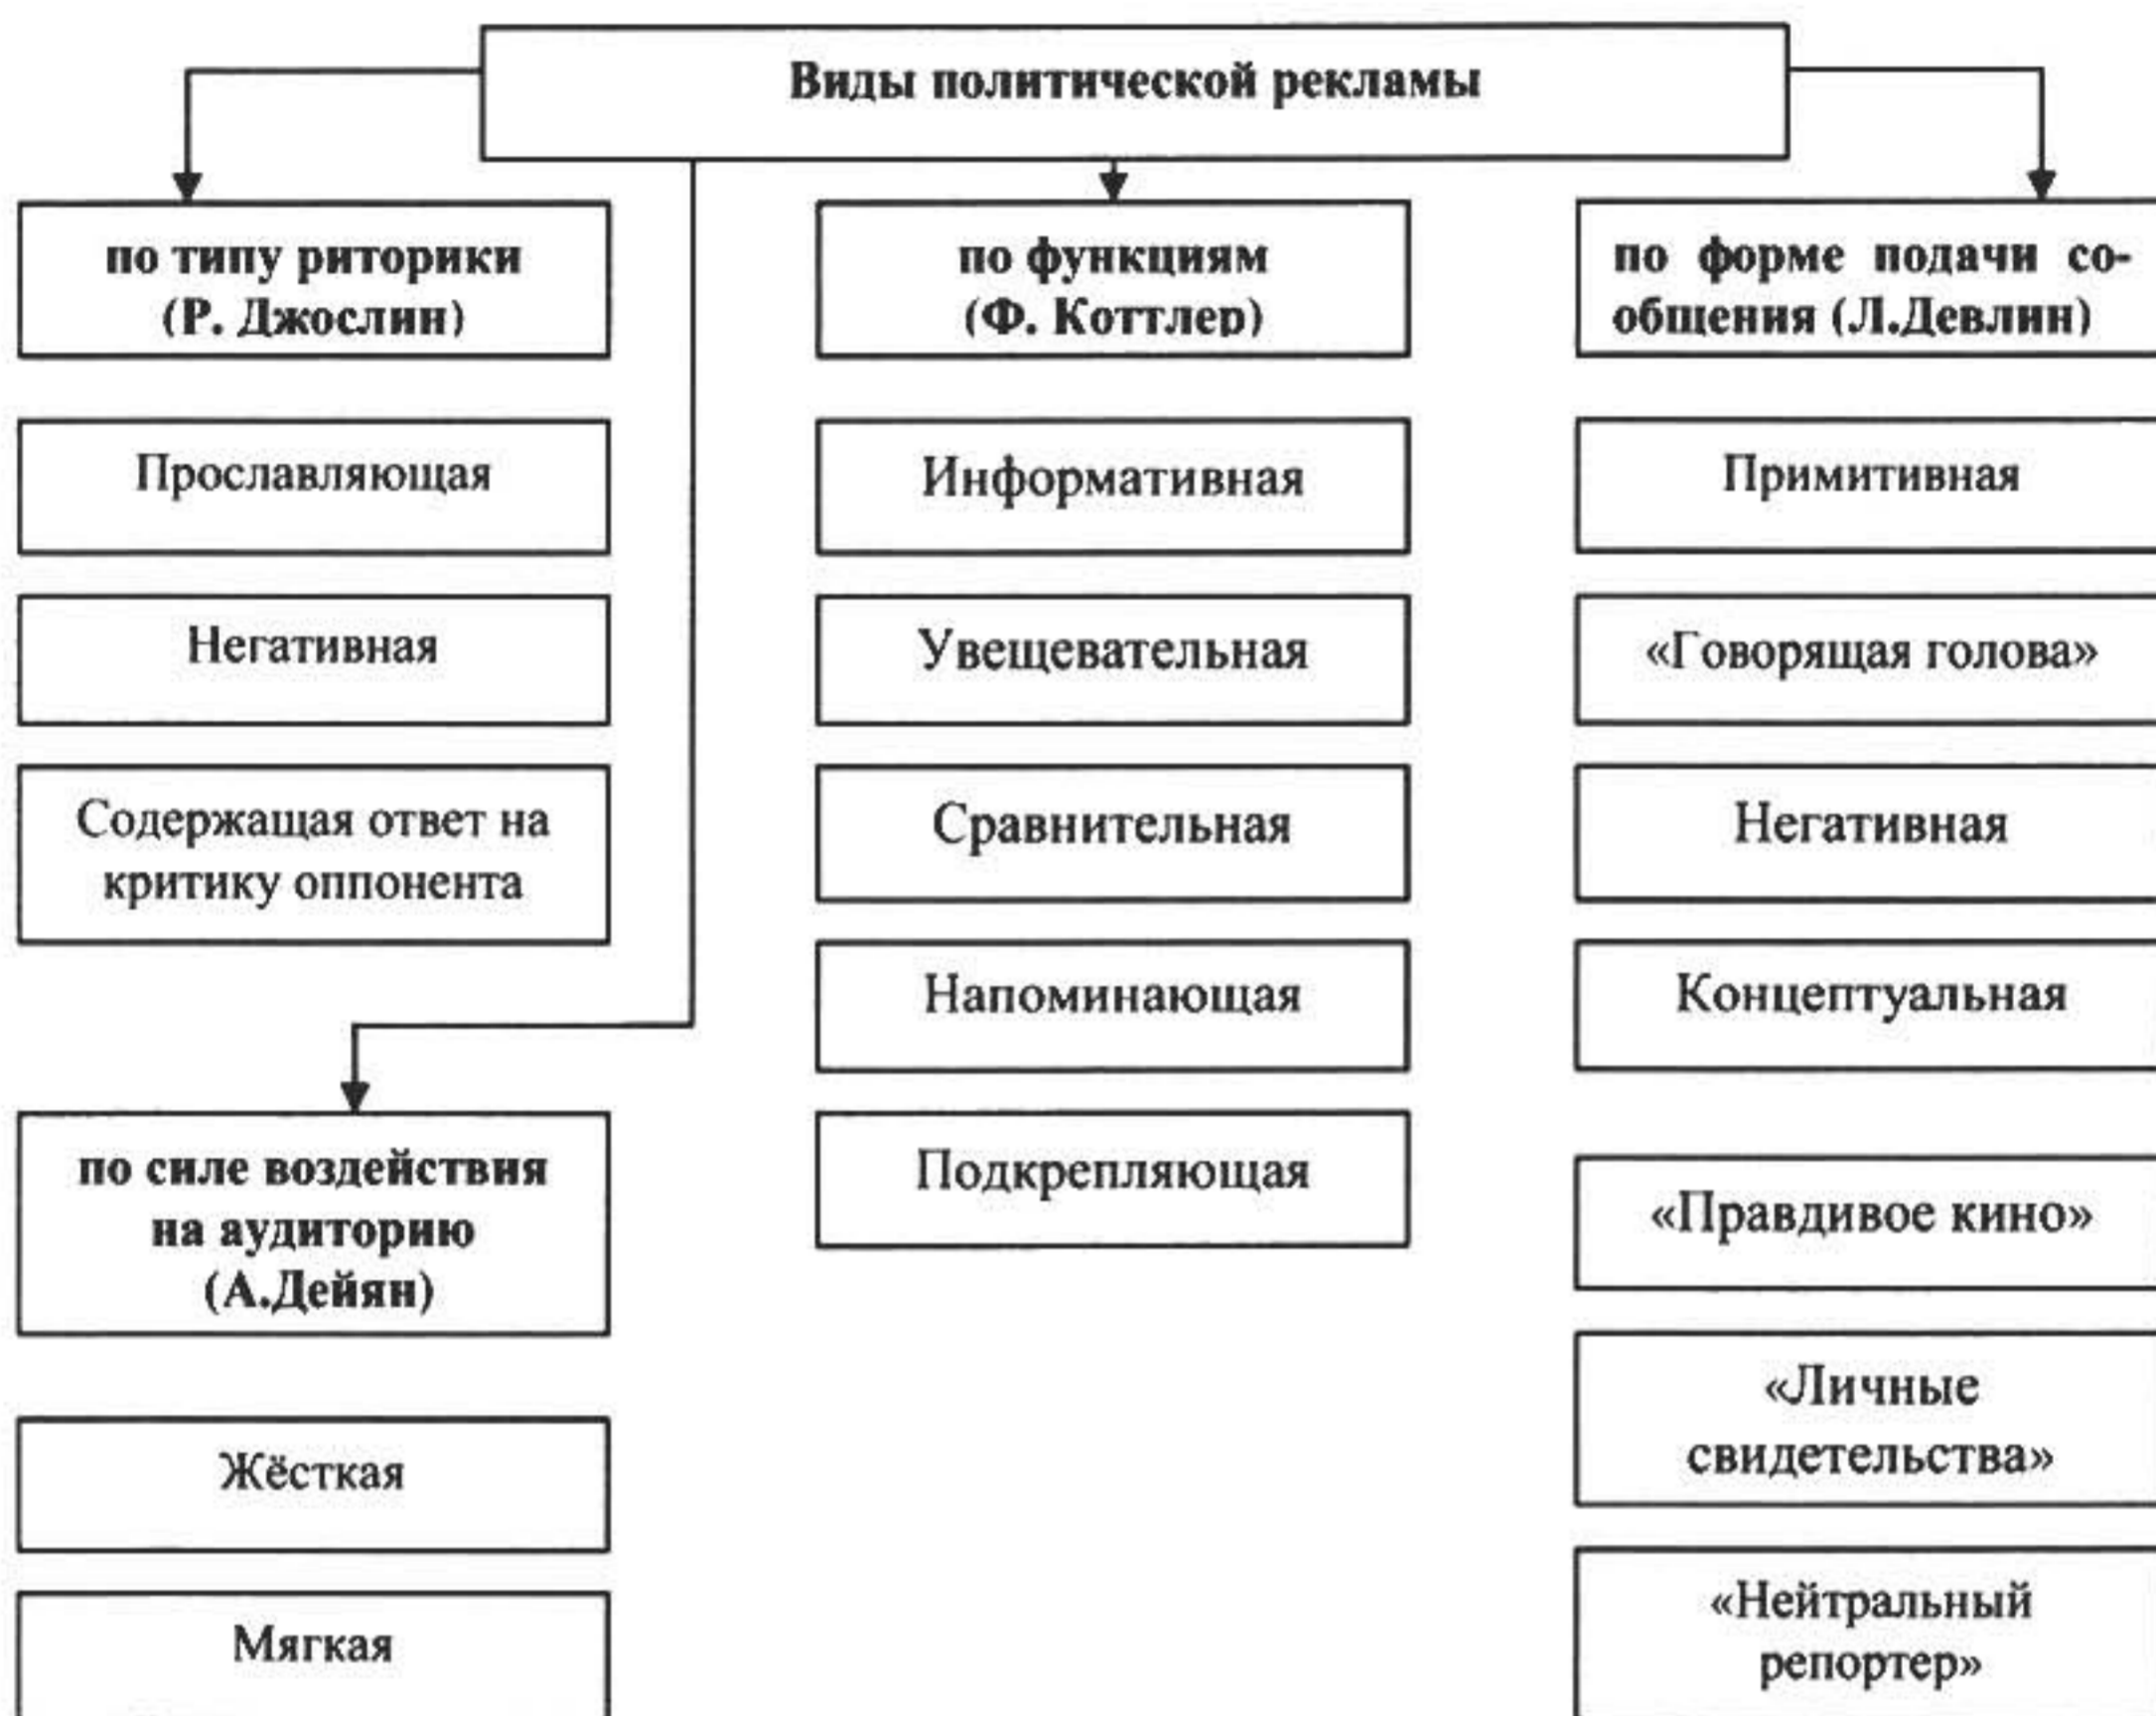 Виды политической рекламы
по типу риторики
(Р. Джослин)
Прославляющая
Негативная
Содержащая ответ на
критику оппонента
по силе воздействия
на аудиторию
(А.Дейян)
Жёсткая
Мягкая
по функциям
(Ф. Коттлер)
Информативная
Увещевательная
Сравнительная
Напоминающая
Подкрепляющая
по форме подачи со-
общения (Л.Девлин)
Примитивная
«Говорящая голова»
Негативная
Концептуальная
«Правдивое кино»
«Личные
свидетельства»
«Нейтральный
репортер»